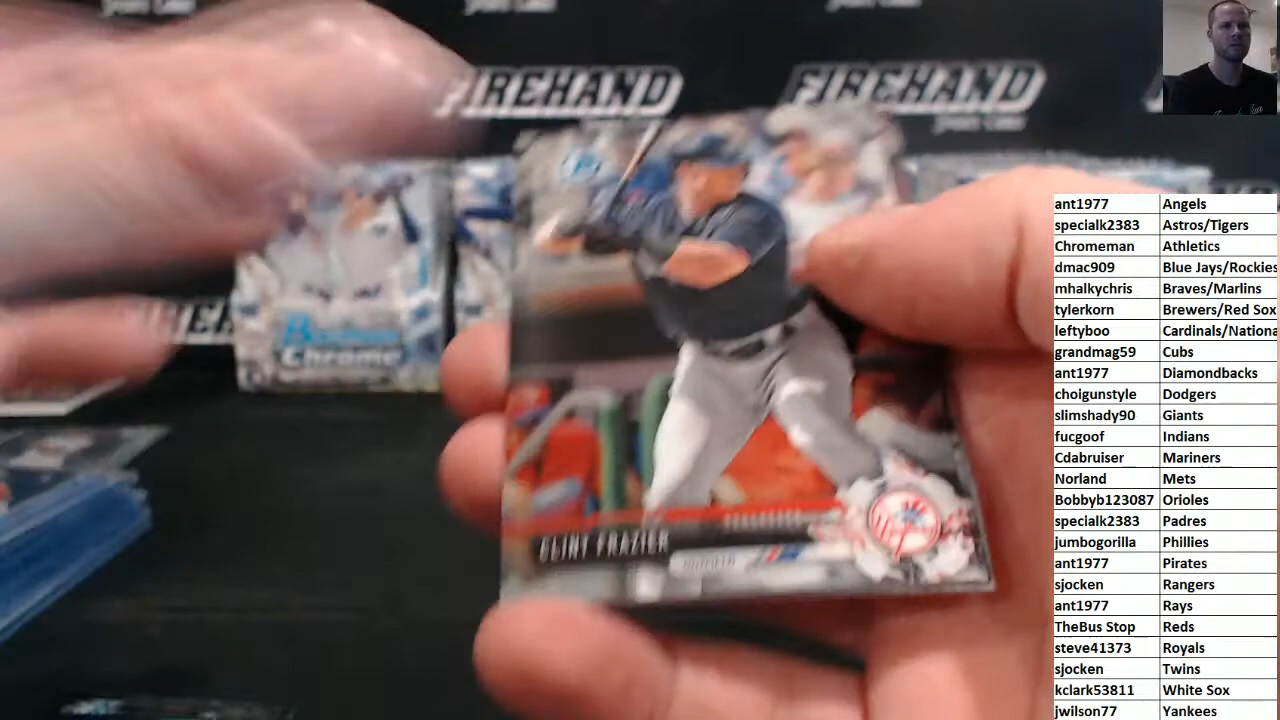 FIREHAND FIREHAND
Bowman
Chrome
CLINT FRAZIER
OUTFIELD
ant1977 Angels
specialk2383 Astros/Tigers
Chromeman Athletics
dmac909 Blue Jays/Rockies
mhalkychris Braves/Marlins
tylerkorn Brewers/Red Sox
leftyboo Cardinals/Nationa
grandmag59 Cubs
ant1977 Diamondbacks
choigunstyle Dodgers
slimshady90 Giants
fucgoof Indians
Cdabruiser Mariners
Norland Mets
Bobbyb123087 Orioles
specialk2383 Padres
jumbogorilla Phillies
ant1977 Pirates
sjocken Rangers
ant1977 Rays
TheBus Stop Reds
steve41373 Royals
sjocken Twins
kclark53811 White Sox
jwilson77 Yankees